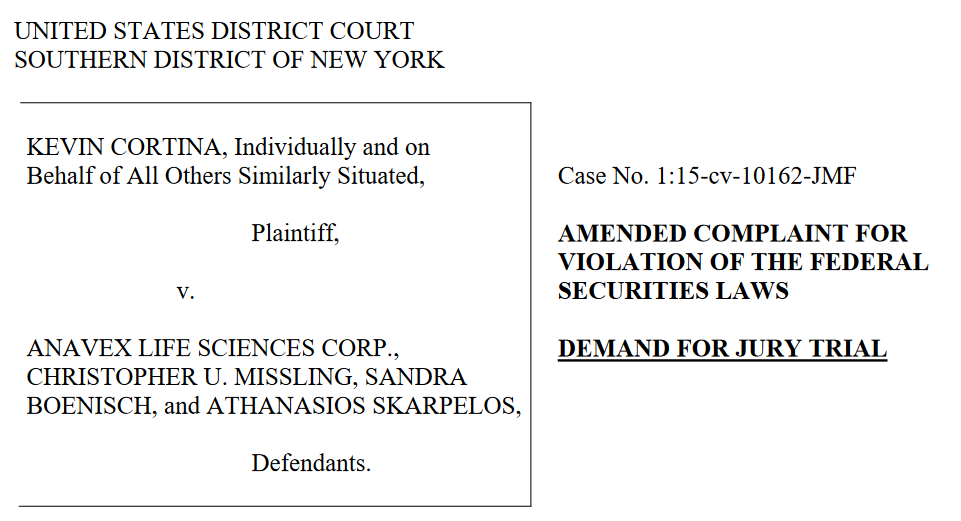 UNITED STATES DISTRICT COURT
SOUTHERN DISTRICT OF NEW YORK
KEVIN CORTINA, Individually and on
Behalf of All Others Similarly Situated,
Plaintiff,
v.
ANAVEX LIFE SCIENCES CORP.,
CHRISTOPHER U. MISSLING, SANDRA
BOENISCH, and ATHANASIOS SKARPELOS,
Defendants.
Case No. 1:15-cv-10162-JMF
AMENDED COMPLAINT FOR
VIOLATION OF THE FEDERAL
SECURITIES LAWS
DEMAND FOR JURY TRIAL